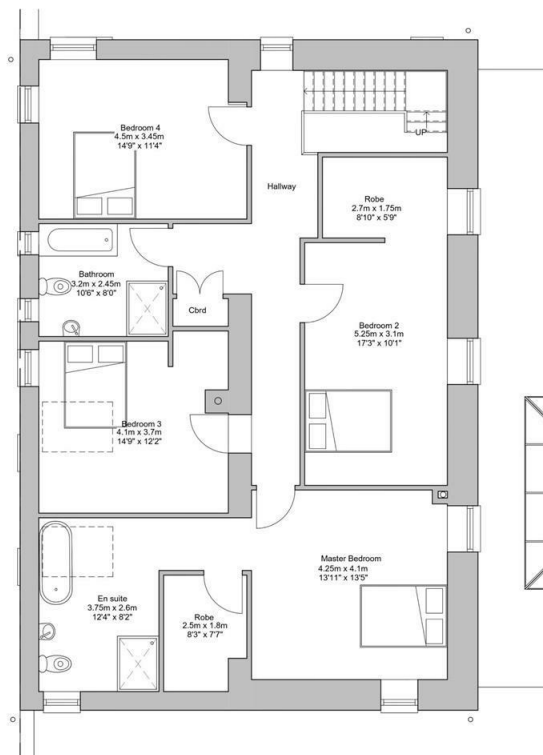 Bedroom 4
4.5m x 3.45m
14'9" x 11'4"
UP
Hallway
Robe
2.7m x 1.75m
8'10" x 5'9"
Bathroom
3.2m x 2.45m
10'6" x 8'0"
Cbrd
Bedroom 2
5.25m x 3.1m
17'3" x 10'1"
Bedroom 3
4.1m x 3.7m
14'9" x 12'2"
Master Bedroom
4.25m x 4.1m
13'11" x 13'5"
En suite
3.75m x 2.6m
12'4" x 8'2"
Robe
2.5m x 1.8m
8'3" x 7'7"